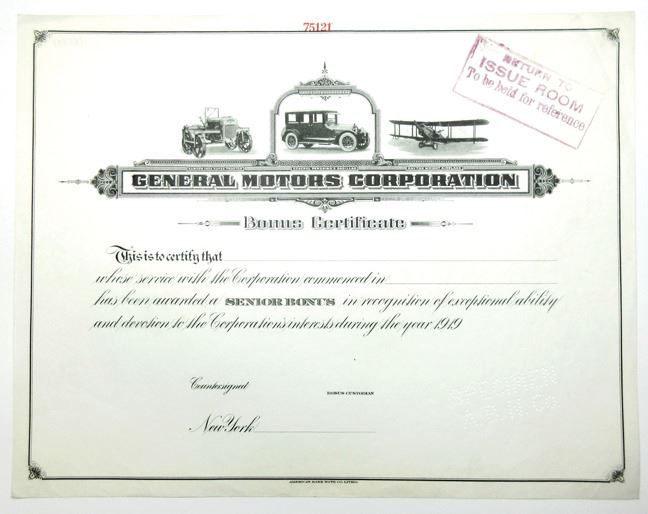 75121
RETURN TO
ISSUE ROOM
To be held for reference
GENERAL MOTORS CORPORATION
Bonus Certificate
This is to certify that
whose service with the Corporation commenced in
has been awarded a SENIOR BONUS in recognition of exceptional ability
and devotion to the Corporation's interests during the year 1919
Countersigned
BONUS CUSTODIAN
New York
AMERICAN BANK NOTE CO. LITHO.